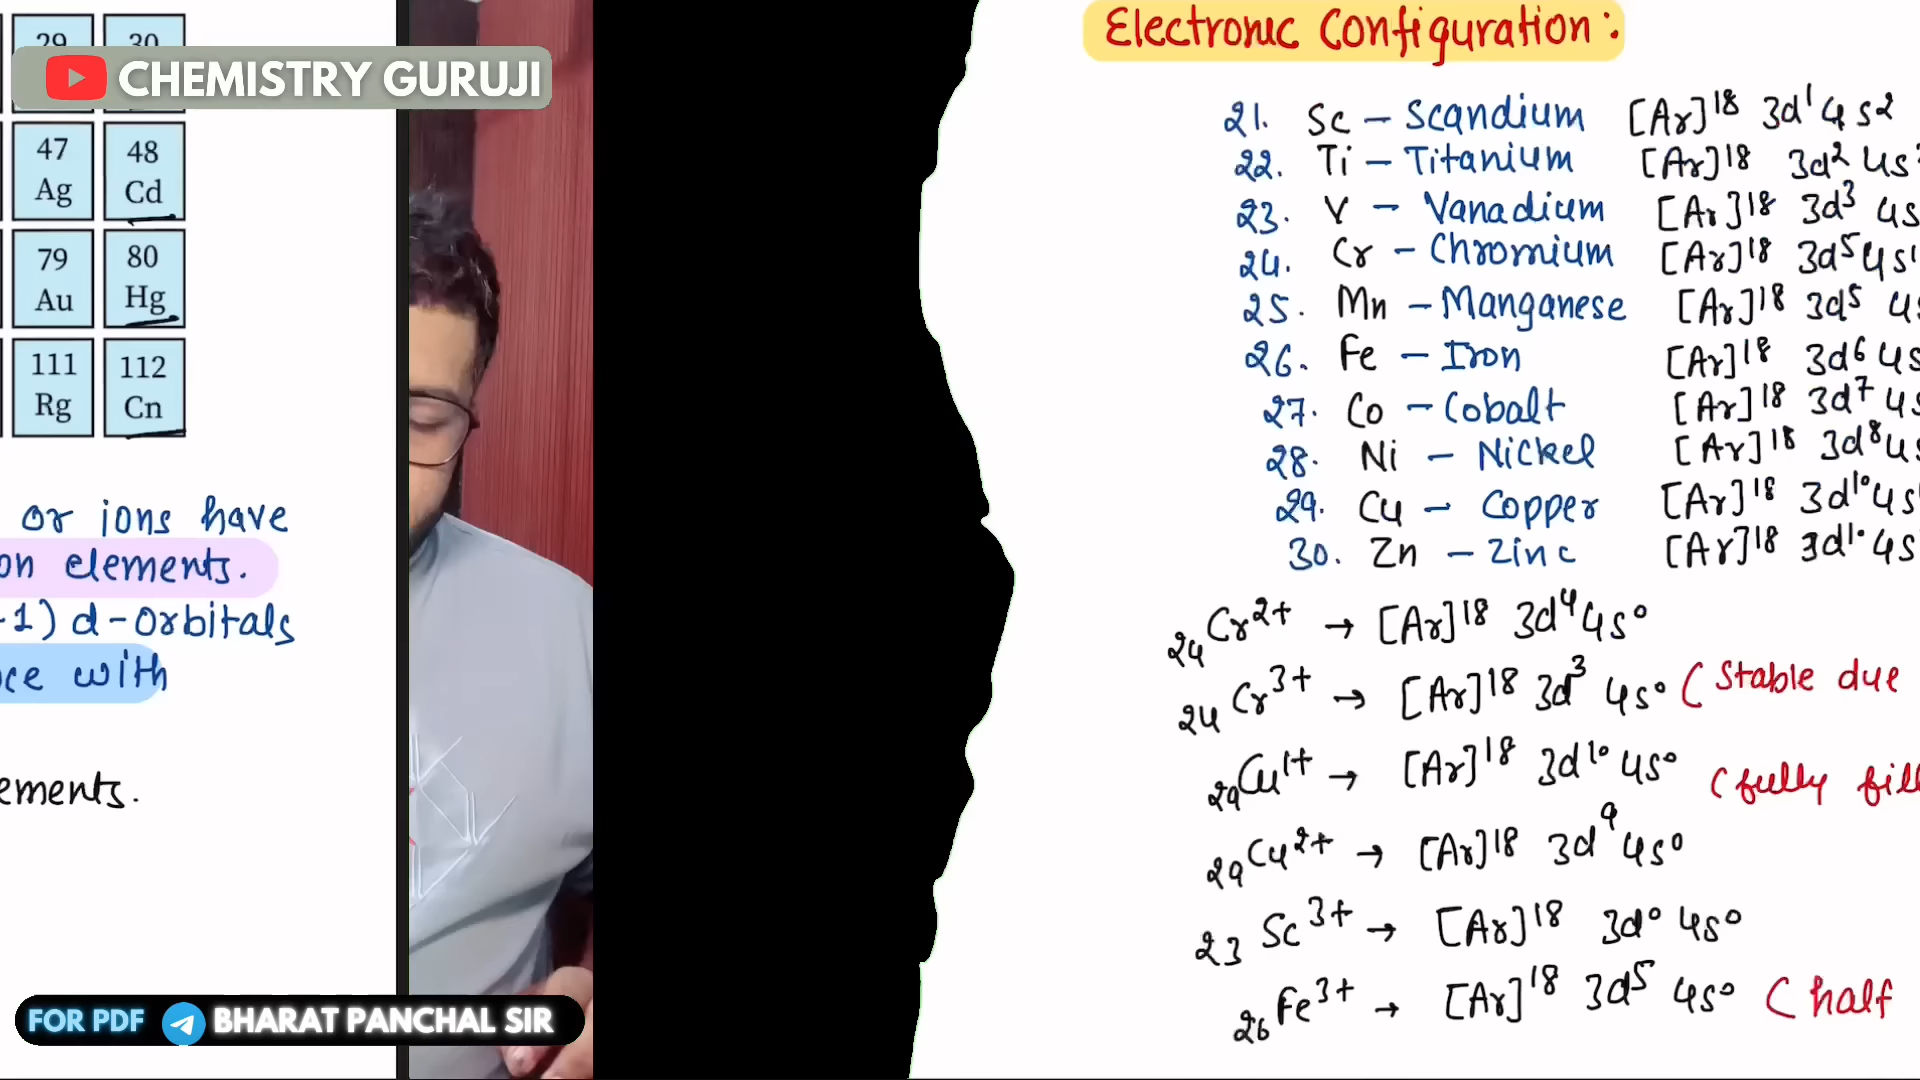 29 30
CHEMISTRY GURUJI
47 48
Ag Cd
79 80
Au Hg
111 112
Rg Cn
or ions have
on elements.
-1) d-orbitals
ce with
ements.
FOR PDF BHARAT PANCHAL SIR
Electronic Configuration:
21. Sc – Scandium [Ar]18 3d1 4s2
22. Ti – Titanium [Ar]18 3d2 4s2
23. V – Vanadium [Ar]18 3d3 4s
24. Cr – Chromium [Ar]18 3d5 4s1
25. Mn – Manganese [Ar]18 3d5 4s
26. Fe – Iron [Ar]18 3d6 4s
27. Co – Cobalt [Ar]18 3d7 4s
28. Ni – Nickel [Ar]18 3d8 4s
29. Cu – Copper [Ar]18 3d10 4s1
30. Zn – Zinc [Ar]18 3d10 4s
24Cr2+ → [Ar]18 3d4 4s0
24Cr3+ → [Ar]18 3d3 4s0 (Stable due
29Cu1+ → [Ar]18 3d10 4s0 (fully fill
29Cu2+ → [Ar]18 3d9 4s0
23Sc3+ → [Ar]18 3d0 4s0
26Fe3+ → [Ar]18 3d5 4s0 (half